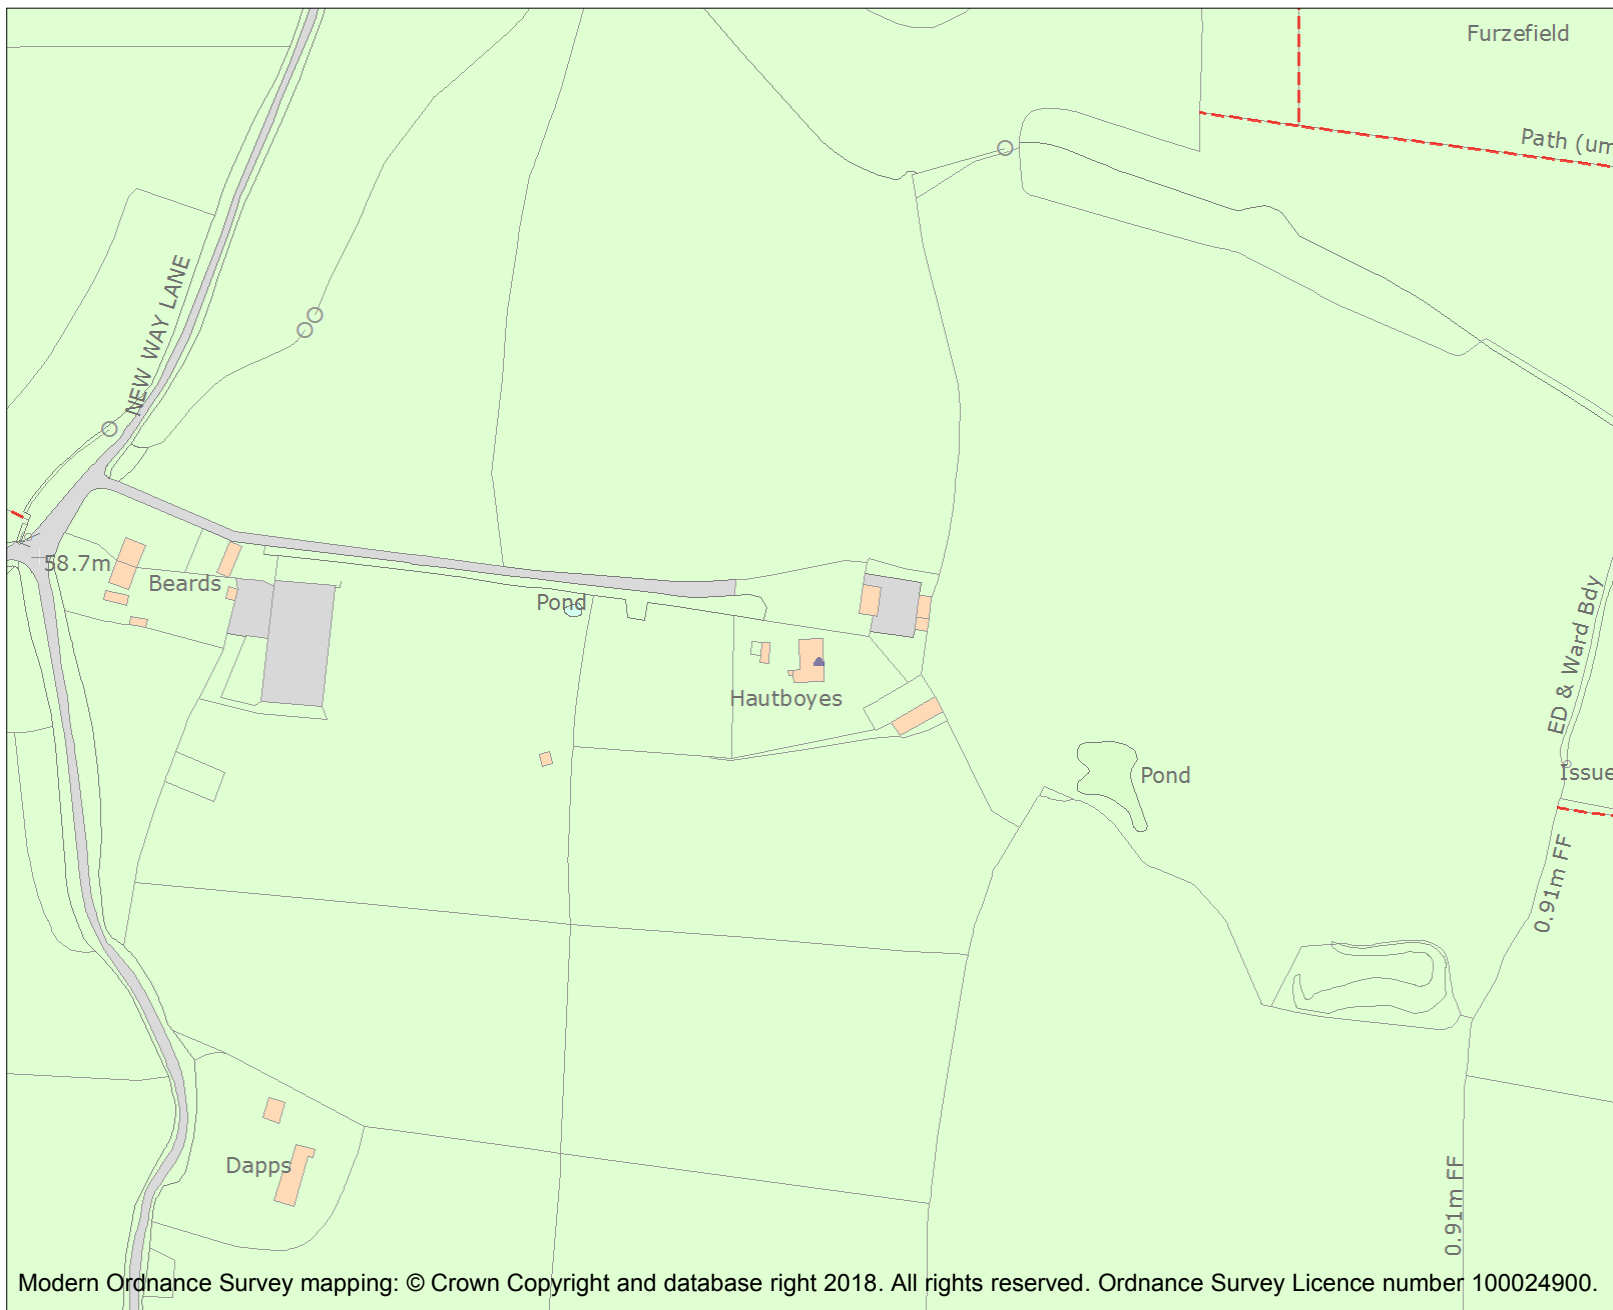 Furzefield
Path (um
NEW WAY LANE
58.7m
Beards
Pond
Hautboyes
ED & Ward Bdy
Pond
Issue
0.91m FF
Dapps
0.91m FF
Modern Ordnance Survey mapping: © Crown Copyright and database right 2018. All rights reserved. Ordnance Survey Licence number 100024900.